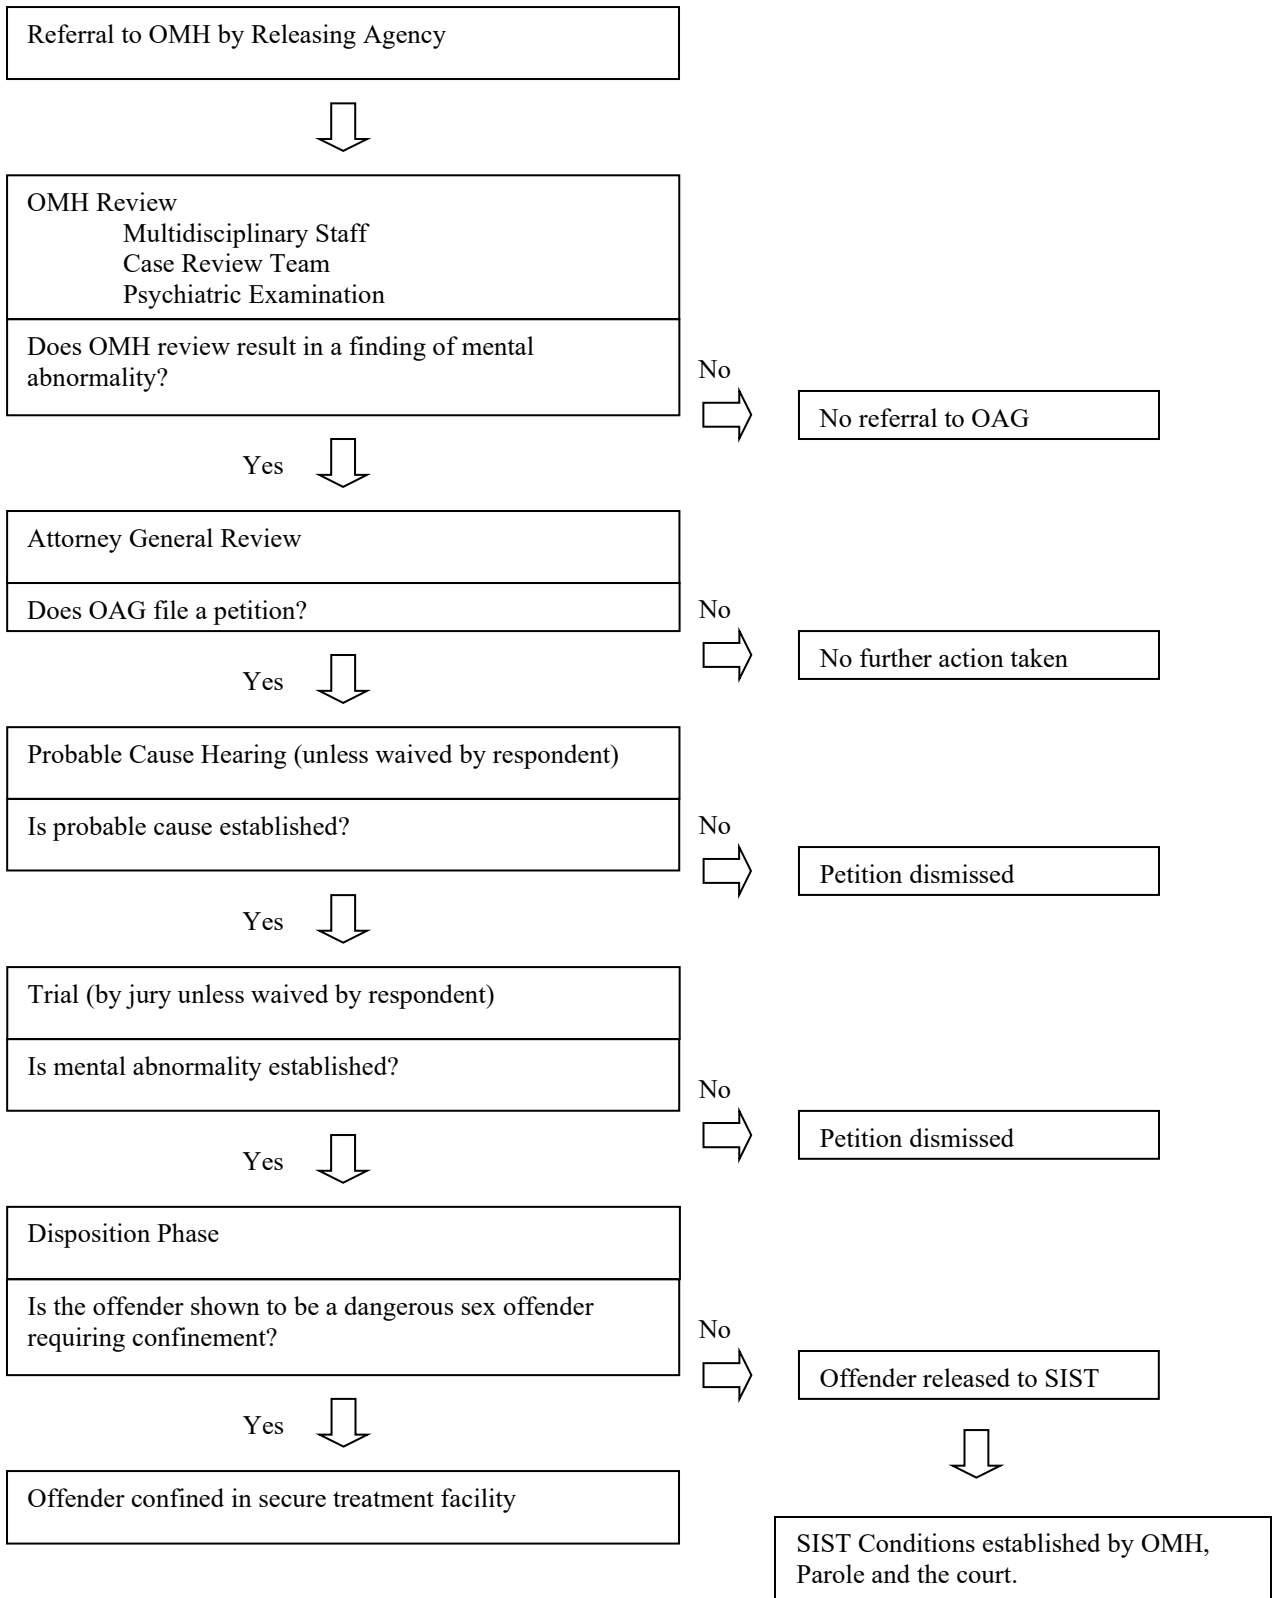 Referral to OMH by Releasing Agency
OMH Review
Multidisciplinary Staff
Case Review Team
Psychiatric Examination
Does OMH review result in a finding of mental
abnormality?
No
No referral to OAG
Yes
Attorney General Review
Does OAG file a petition?
No
No further action taken
Yes
Probable Cause Hearing (unless waived by respondent)
Is probable cause established?
No
Petition dismissed
Yes
Trial (by jury unless waived by respondent)
Is mental abnormality established?
No
Petition dismissed
Yes
Disposition Phase
Is the offender shown to be a dangerous sex offender
requiring confinement?
No
Offender released to SIST
Yes
Offender confined in secure treatment facility
SIST Conditions established by OMH,
Parole and the court.